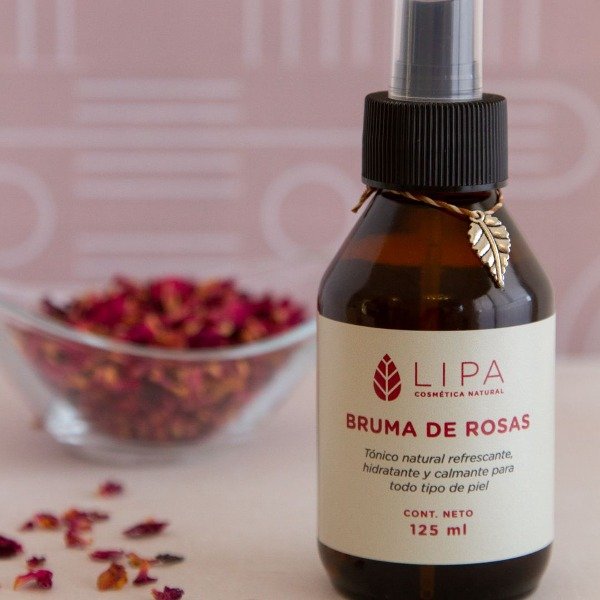 LIPA
COSMÉTICA NATURAL
BRUMA DE ROSAS
Tónico natural refrescante,
hidratante y calmante para
todo tipo de piel
CONT. NETO
125 ml